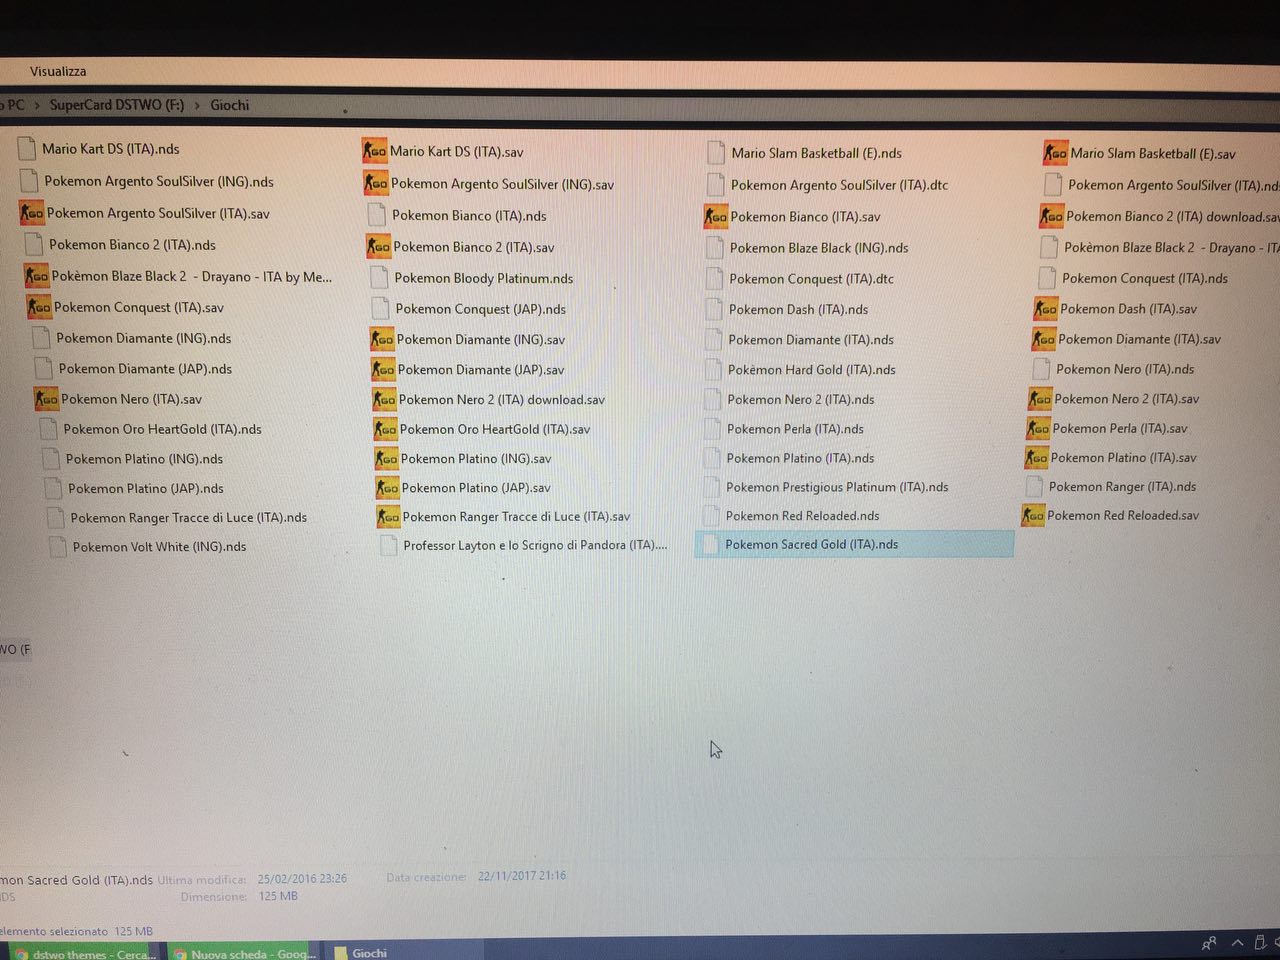 Visualizza
PC > SuperCard DSTWO (F:) > Giochi
Mario Kart DS (ITA).nds
Mario Kart DS (ITA).sav
Mario Slam Basketball (E).nds
Mario Slam Basketball (E).sav
Pokemon Argento SoulSilver (ING).nds
Pokemon Argento SoulSilver (ING).sav
Pokemon Argento SoulSilver (ITA).dtc
Pokemon Argento SoulSilver (ITA).nd
Pokemon Argento SoulSilver (ITA).sav
Pokemon Bianco (ITA).nds
Pokemon Bianco (ITA).sav
Pokemon Bianco 2 (ITA) download.sa
Pokemon Bianco 2 (ITA).nds
Pokemon Bianco 2 (ITA).sav
Pokemon Blaze Black (ING).nds
Pokèmon Blaze Black 2 - Drayano - IT
Pokèmon Blaze Black 2 - Drayano - ITA by Me...
Pokemon Bloody Platinum.nds
Pokemon Conquest (ITA).dtc
Pokemon Conquest (ITA).nds
Pokemon Conquest (ITA).sav
Pokemon Conquest (JAP).nds
Pokemon Dash (ITA).nds
Pokemon Dash (ITA).sav
Pokemon Diamante (ING).nds
Pokemon Diamante (ING).sav
Pokemon Diamante (ITA).nds
Pokemon Diamante (ITA).sav
Pokemon Diamante (JAP).nds
Pokemon Diamante (JAP).sav
Pokèmon Hard Gold (ITA).nds
Pokemon Nero (ITA).nds
Pokemon Nero (ITA).sav
Pokemon Nero 2 (ITA) download.sav
Pokemon Nero 2 (ITA).nds
Pokemon Nero 2 (ITA).sav
Pokemon Oro HeartGold (ITA).nds
Pokemon Oro HeartGold (ITA).sav
Pokemon Perla (ITA).nds
Pokemon Perla (ITA).sav
Pokemon Platino (ING).nds
Pokemon Platino (ING).sav
Pokemon Platino (ITA).nds
Pokemon Platino (ITA).sav
Pokemon Platino (JAP).nds
Pokemon Platino (JAP).sav
Pokemon Prestigious Platinum (ITA).nds
Pokemon Ranger (ITA).nds
Pokemon Ranger Tracce di Luce (ITA).nds
Pokemon Ranger Tracce di Luce (ITA).sav
Pokemon Red Reloaded.nds
Pokemon Red Reloaded.sav
Pokemon Volt White (ING).nds
Professor Layton e lo Scrigno di Pandora (ITA)....
Pokemon Sacred Gold (ITA).nds
WO (F
mon Sacred Gold (ITA).nds Ultima modifica: 25/02/2016 23:26 Data creazione: 22/11/2017 21:16
DS Dimensione: 125 MB
elemento selezionato 125 MB
dstwo themes - Cerca... Nuova scheda - Goog... Giochi